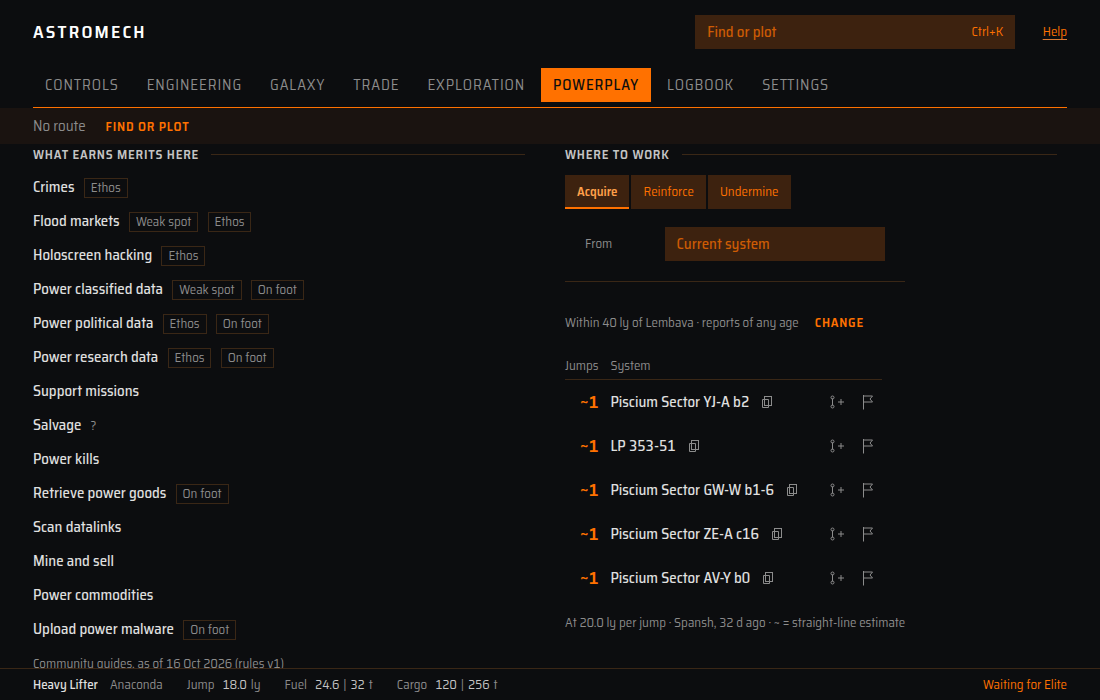 ASTROMECH
Find or plot Ctrl+K
Help
CONTROLS ENGINEERING GALAXY TRADE EXPLORATION POWERPLAY LOGBOOK SETTINGS
No route FIND OR PLOT
WHAT EARNS MERITS HERE
Crimes Ethos
Flood markets Weak spot Ethos
Holoscreen hacking Ethos
Power classified data Weak spot On foot
Power political data Ethos On foot
Power research data Ethos On foot
Support missions
Salvage ?
Power kills
Retrieve power goods On foot
Scan datalinks
Mine and sell
Power commodities
Upload power malware On foot
Community guides, as of 16 Oct 2026 (rules v1)
WHERE TO WORK
Acquire Reinforce Undermine
From Current system
Within 40 ly of Lembava · reports of any age CHANGE
Jumps System
~1 Piscium Sector YJ-A b2
~1 LP 353-51
~1 Piscium Sector GW-W b1-6
~1 Piscium Sector ZE-A c16
~1 Piscium Sector AV-Y b0
At 20.0 ly per jump · Spansh, 32 d ago · ~ = straight-line estimate
Heavy Lifter Anaconda Jump 18.0 ly Fuel 24.6 | 32 t Cargo 120 | 256 t Waiting for Elite